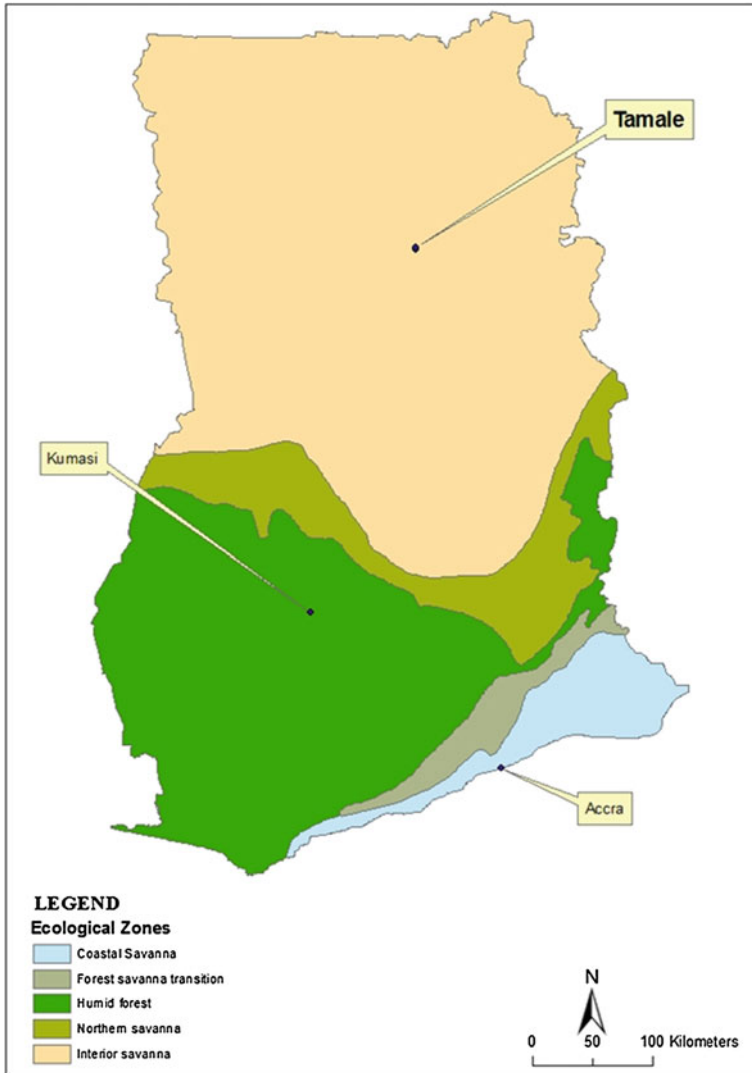 Tamale
Kumasi
Accra
LEGEND
Ecological Zones
Coastal Savanna
Forest savanna transition
Humid forest
Northern savanna
Interior savanna
N
0 50 100 Kilometers